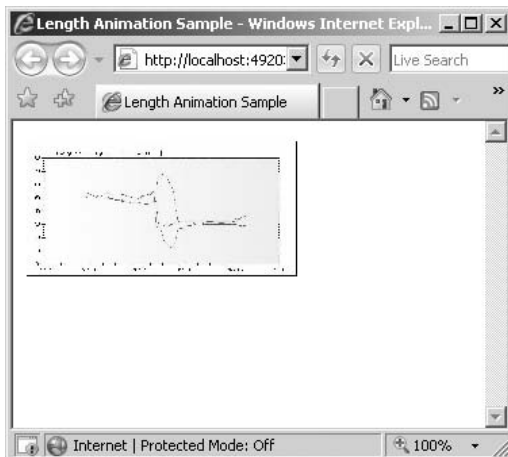 Length Animation Sample - Windows Internet Expl...
http://localhost:4920
Live Search
Length Animation Sample
Internet | Protected Mode: Off
100%